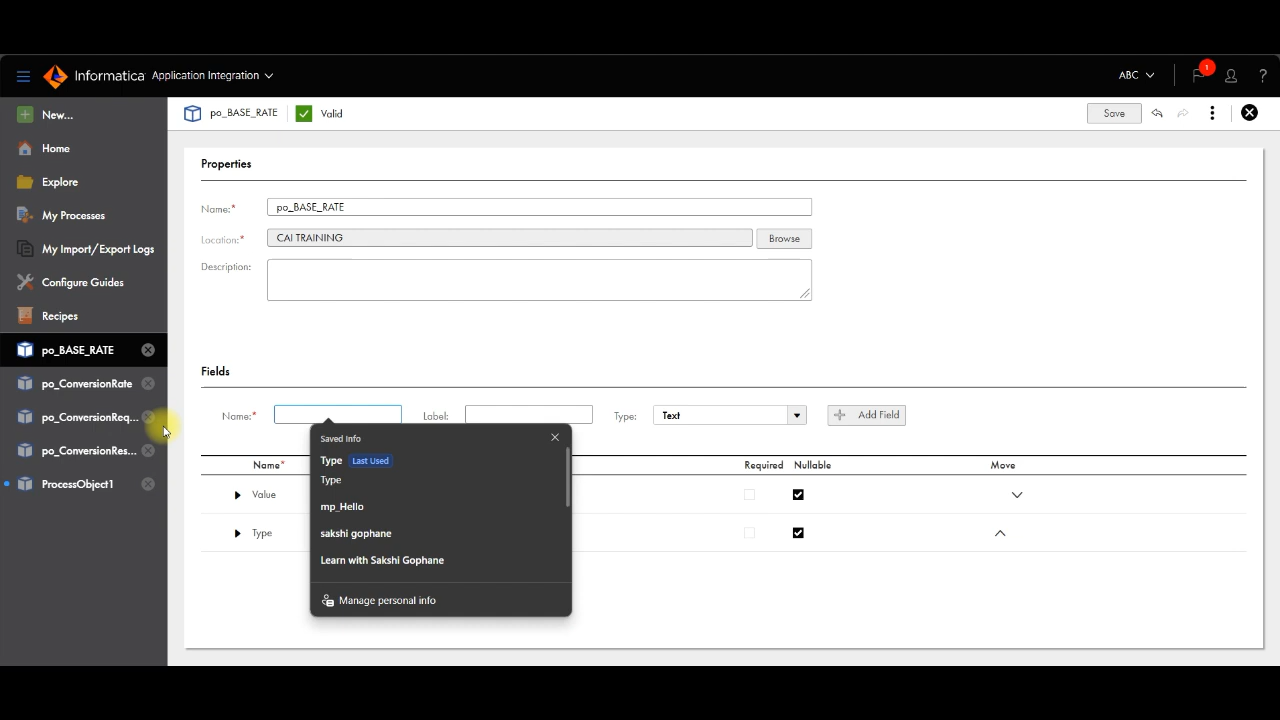 Informatica Application Integration
ABC
1
?
New...
Home
Explore
My Processes
My Import/Export Logs
Configure Guides
Recipes
po_BASE_RATE
po_ConversionRate
po_ConversionReq...
po_ConversionRes...
ProcessObject1
po_BASE_RATE
Valid
Save
Properties
Name:*
po_BASE_RATE
Location:*
CAI TRAINING
Browse
Description:
Fields
Name:*
Label:
Type:
Text
Add Field
Name*
Required
Nullable
Move
Value
Type
Saved Info
Type Last Used
Type
mp_Hello
sakshi gophane
Learn with Sakshi Gophane
Manage personal info